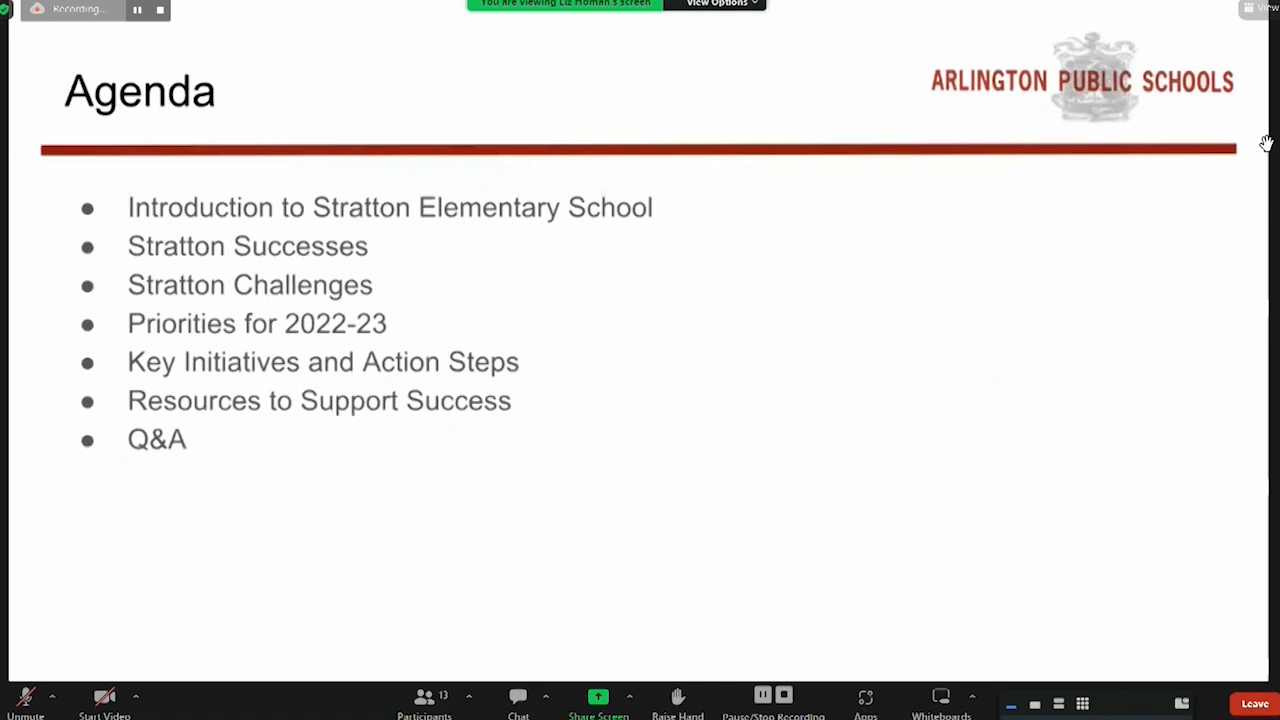 Recording...
You are viewing Liz Homan's screen
View Options
View
Agenda
ARLINGTON PUBLIC SCHOOLS
● Introduction to Stratton Elementary School
● Stratton Successes
● Stratton Challenges
● Priorities for 2022-23
● Key Initiatives and Action Steps
● Resources to Support Success
● Q&A
13
Unmute
Start Video
Participants
Chat
Share Screen
Raise Hand
Pause/Stop Recording
Apps
Whiteboards
Leave